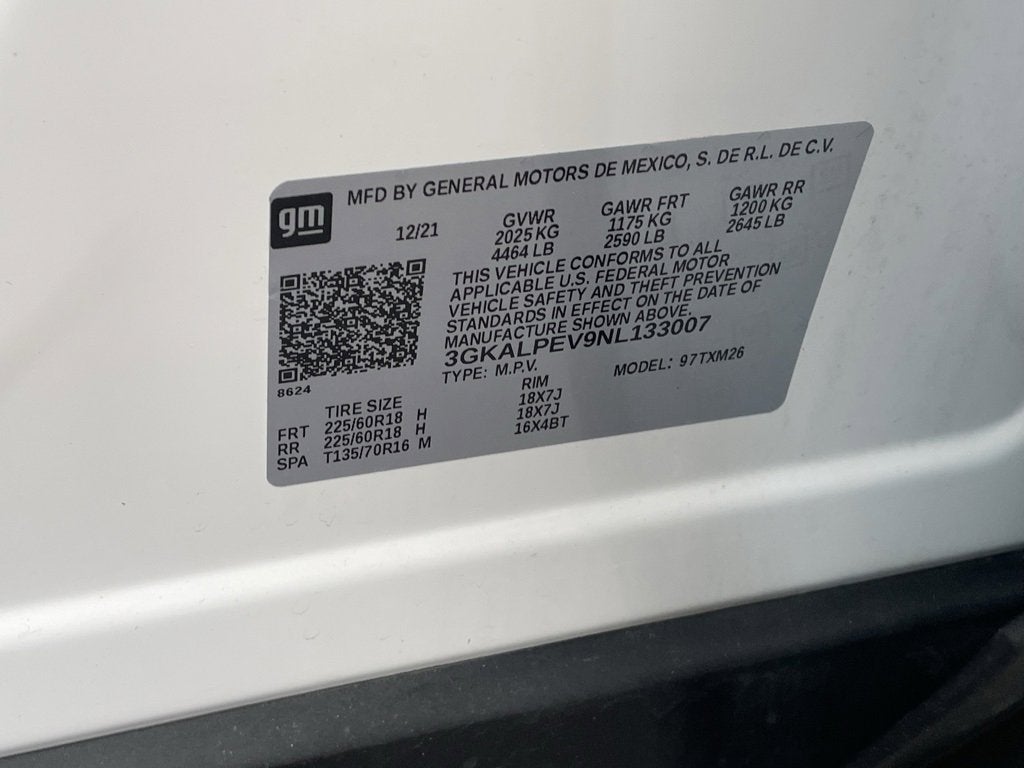 gm
MFD BY GENERAL MOTORS DE MEXICO, S. DE R.L. DE C.V.
12/21 GVWR GAWR FRT GAWR RR
2025 KG 1175 KG 1200 KG
4464 LB 2590 LB 2645 LB
THIS VEHICLE CONFORMS TO ALL
APPLICABLE U.S. FEDERAL MOTOR
VEHICLE SAFETY AND THEFT PREVENTION
STANDARDS IN EFFECT ON THE DATE OF
MANUFACTURE SHOWN ABOVE.
3GKALPEV9NL133007
8624 TYPE: M.P.V. MODEL: 97TXM26
TIRE SIZE RIM
FRT 225/60R18 H 18X7J
RR 225/60R18 H 18X7J
SPA T135/70R16 M 16X4BT